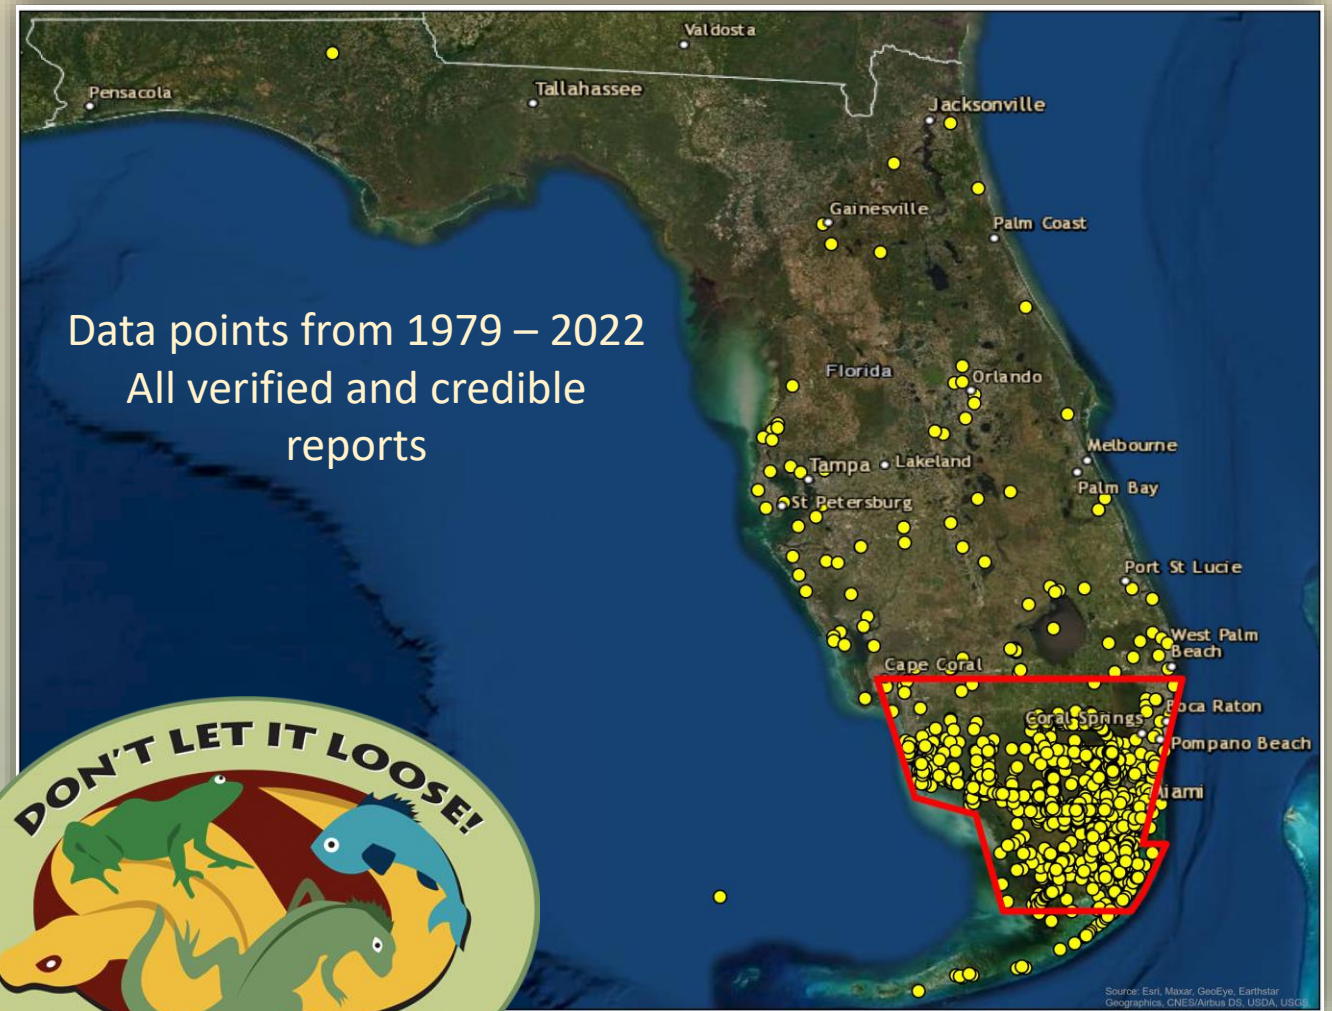 Valdosta
Pensacola
Tallahassee
Jacksonville
Gainesville
Palm Coast
Data points from 1979 – 2022
All verified and credible
reports
Florida
Orlando
Melbourne
Tampa
Lakeland
Palm Bay
St Petersburg
Port St Lucie
West Palm
Beach
Cape Coral
Boca Raton
Coral Springs
Pompano Beach
Miami
DON'T LET IT LOOSE!
Source: Esri, Maxar, GeoEye, Earthstar
Geographics, CNES/Airbus DS, USDA, USGS,